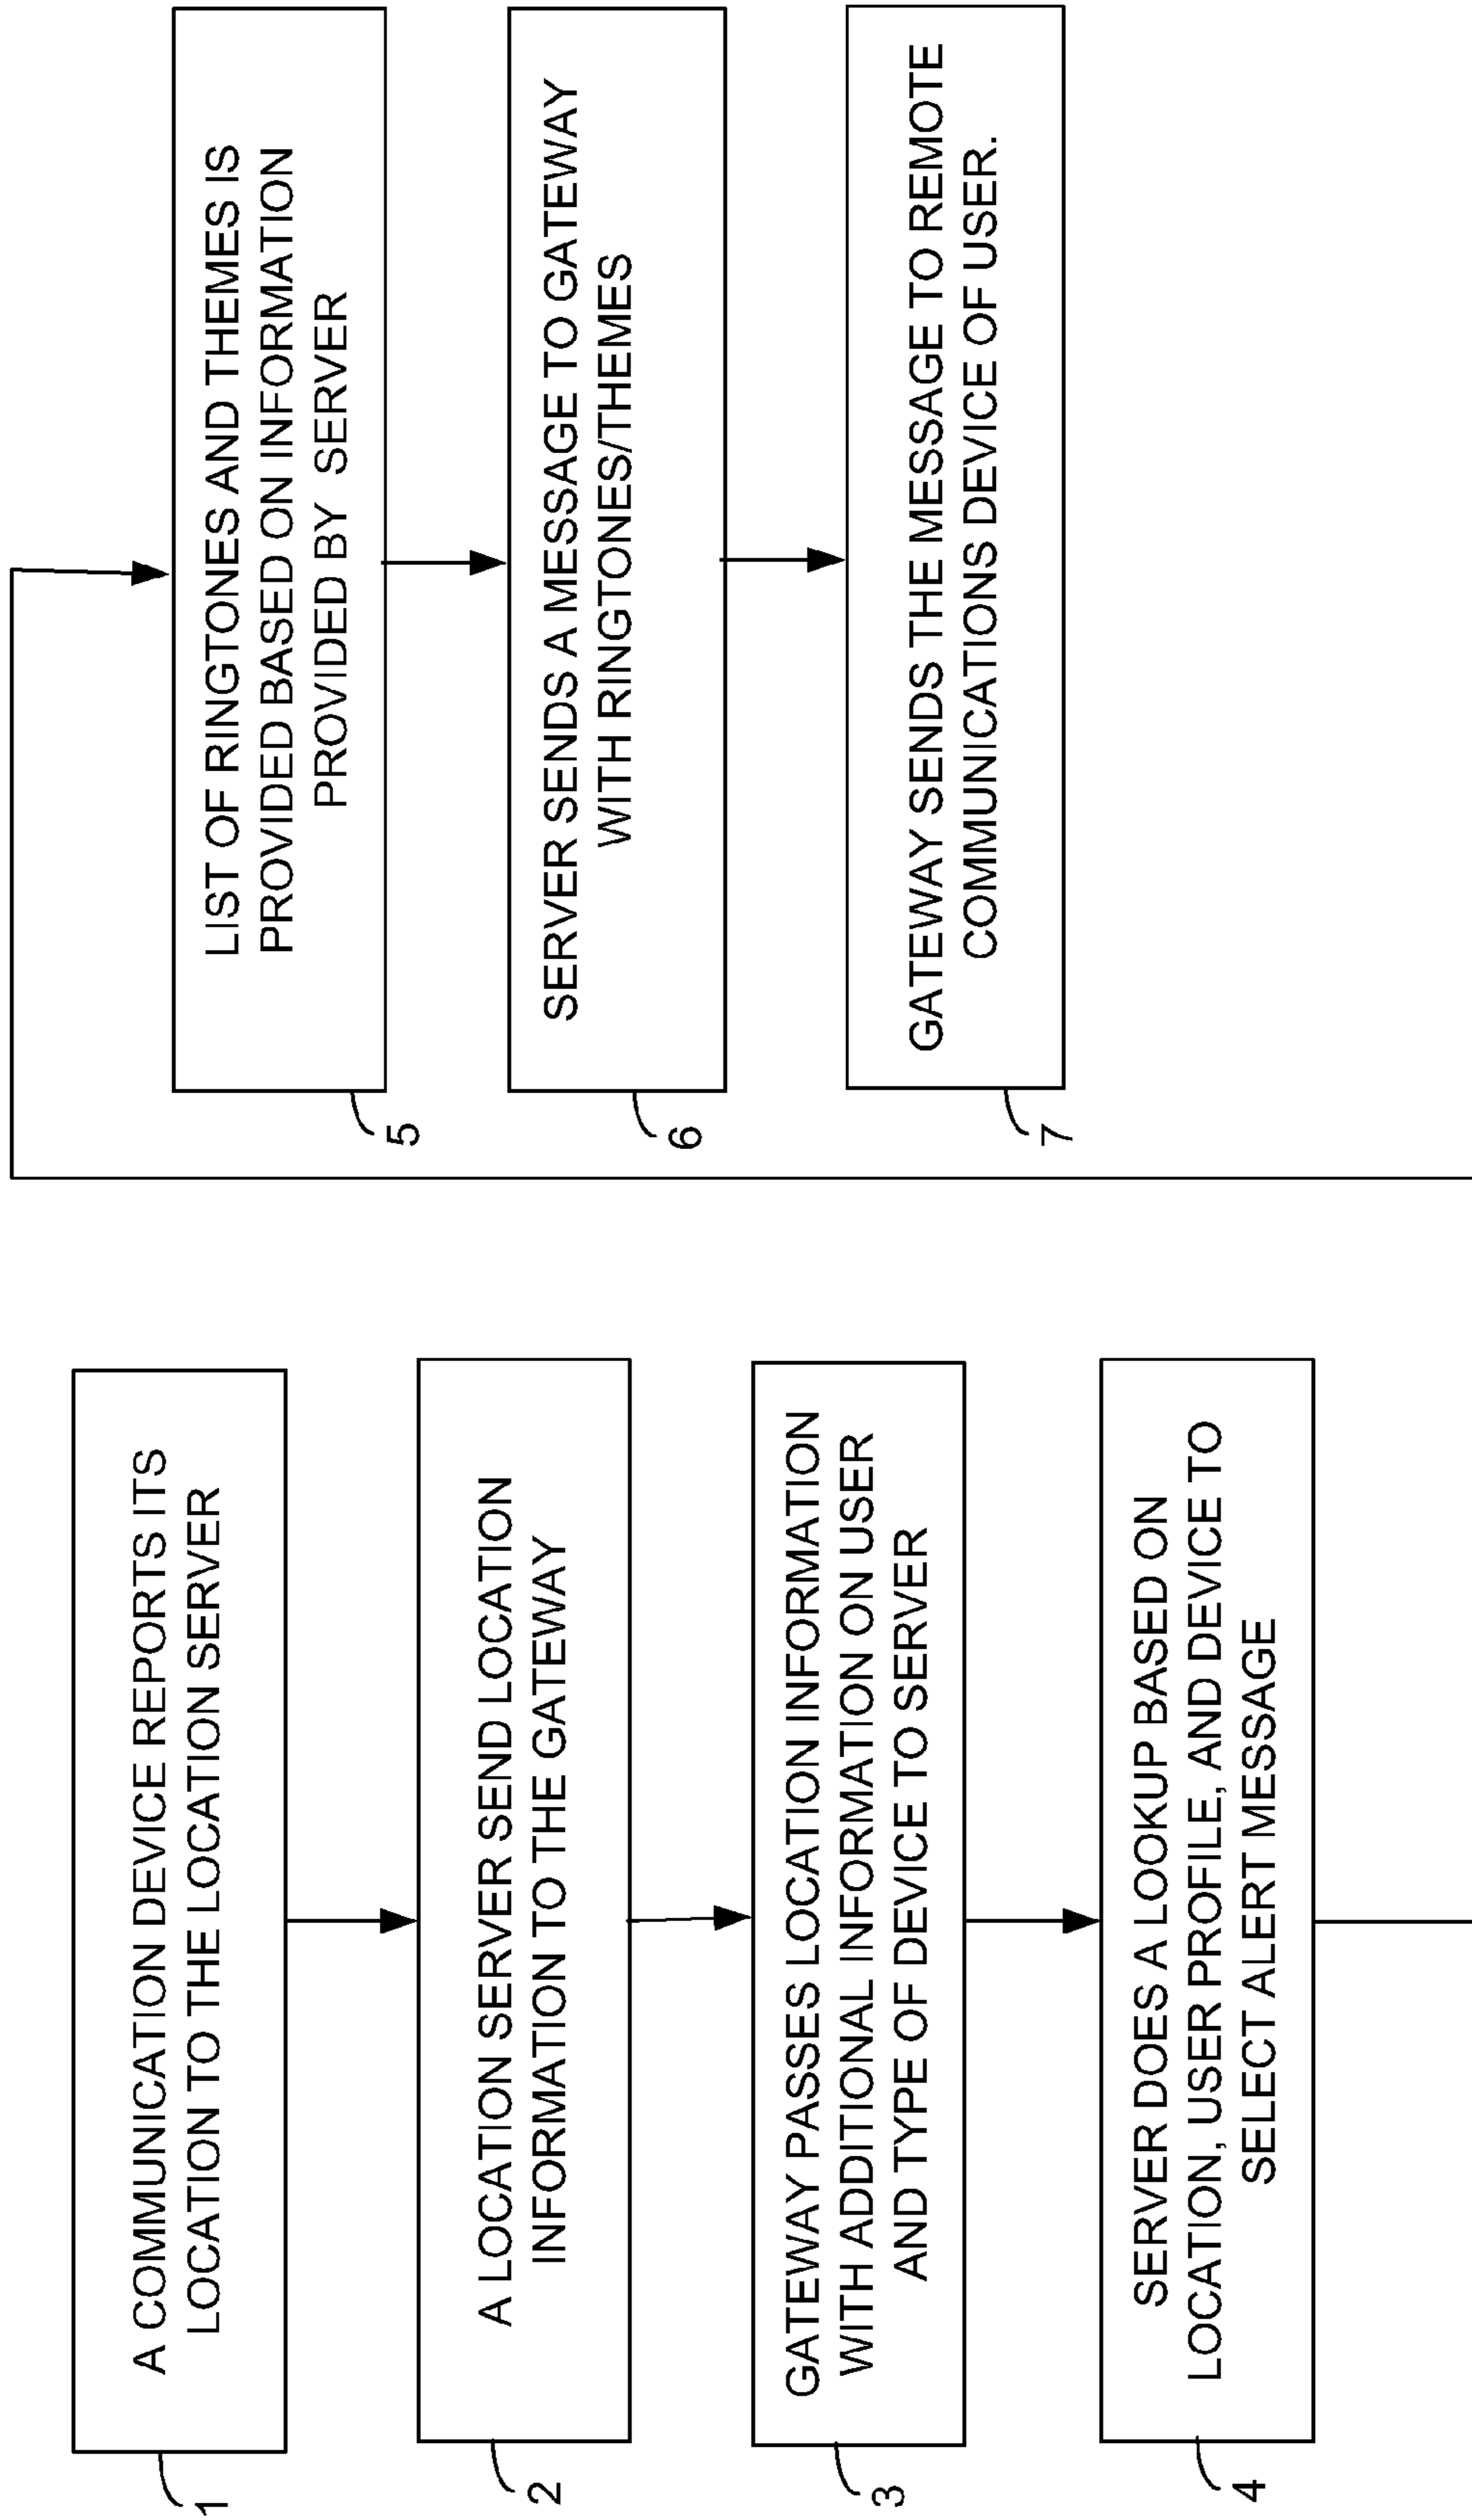 A COMMUNICATION DEVICE REPORTS ITS
LOCATION TO THE LOCATION SERVER
1
A LOCATION SERVER SEND LOCATION
INFORMATION TO THE GATEWAY
2
GATEWAY PASSES LOCATION INFORMATION
WITH ADDITIONAL INFORMATION ON USER
AND TYPE OF DEVICE TO SERVER
3
SERVER DOES A LOOKUP BASED ON
LOCATION, USER PROFILE, AND DEVICE TO
SELECT ALERT MESSAGE
4
LIST OF RINGTONES AND THEMES IS
PROVIDED BASED ON INFORMATION
PROVIDED BY SERVER
5
SERVER SENDS A MESSAGE TO GATEWAY
WITH RINGTONES/THEMES
6
GATEWAY SENDS THE MESSAGE TO REMOTE
COMMUNICATIONS DEVICE OF USER.
7